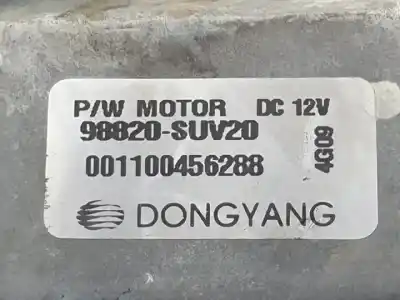 P/W MOTOR DC 12V
98820-SUV20
001100456288
4G09
DONGYANG